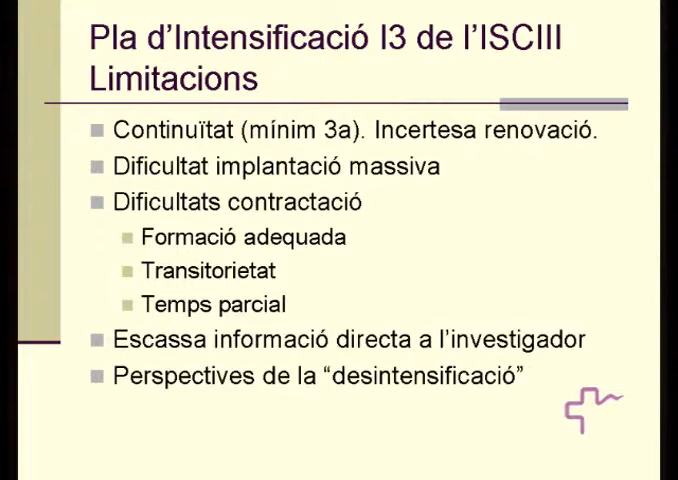 Pla d’Intensificació I3 de l’ISCIII
Limitacions
Continuïtat (mínim 3a). Incertesa renovació.
Dificultat implantació massiva
Dificultats contractació
Formació adequada
Transitorietat
Temps parcial
Escassa informació directa a l’investigador
Perspectives de la “desintensificació”